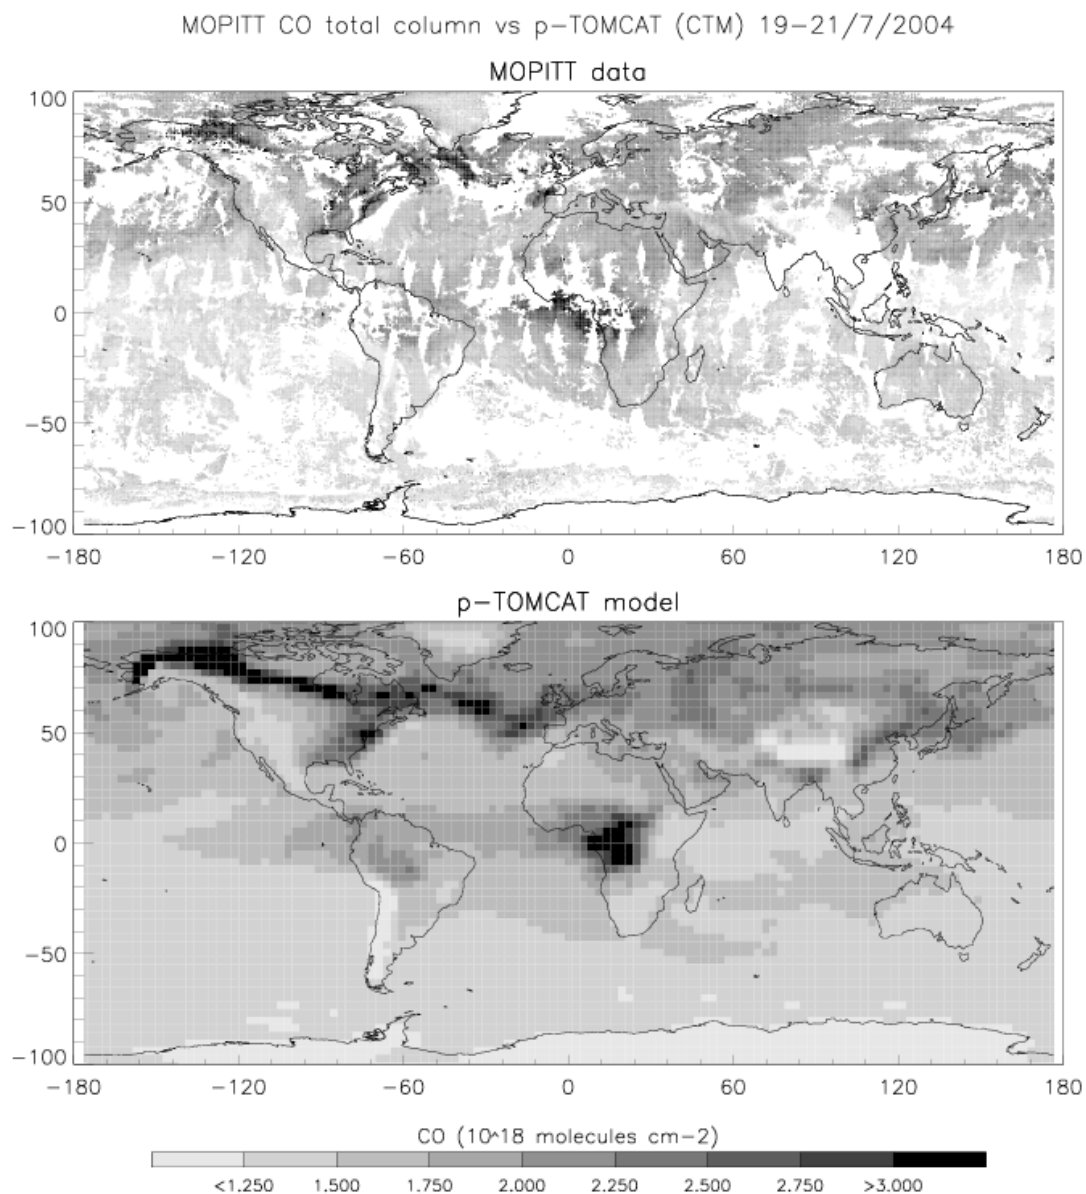 MOPITT CO total column vs p-TOMCAT (CTM) 19-21/7/2004
MOPITT data
100
50
0
-50
-100
-180 -120 -60 0 60 120 180
p-TOMCAT model
100
50
0
-50
-100
-180 -120 -60 0 60 120 180
CO (10^18 molecules cm-2)
<1.250 1.500 1.750 2.000 2.250 2.500 2.750 >3.000